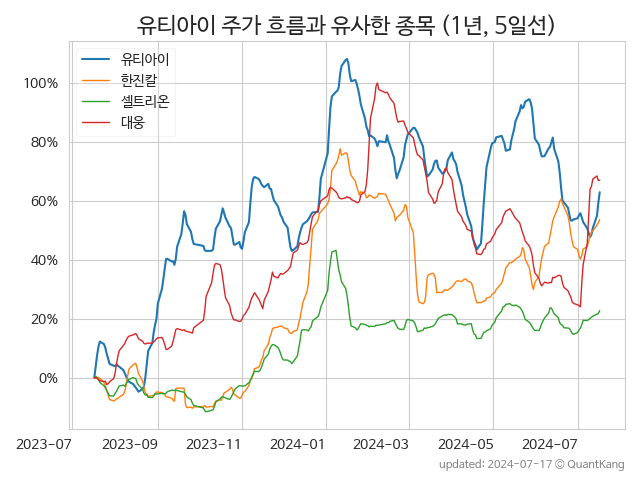 유티아이 주가 흐름과 유사한 종목 (1년, 5일선)
유티아이
한진칼
셀트리온
대웅
100%
80%
60%
40%
20%
0%
2023-07 2023-09 2023-11 2024-01 2024-03 2024-05 2024-07
updated: 2024-07-17 © QuantKang